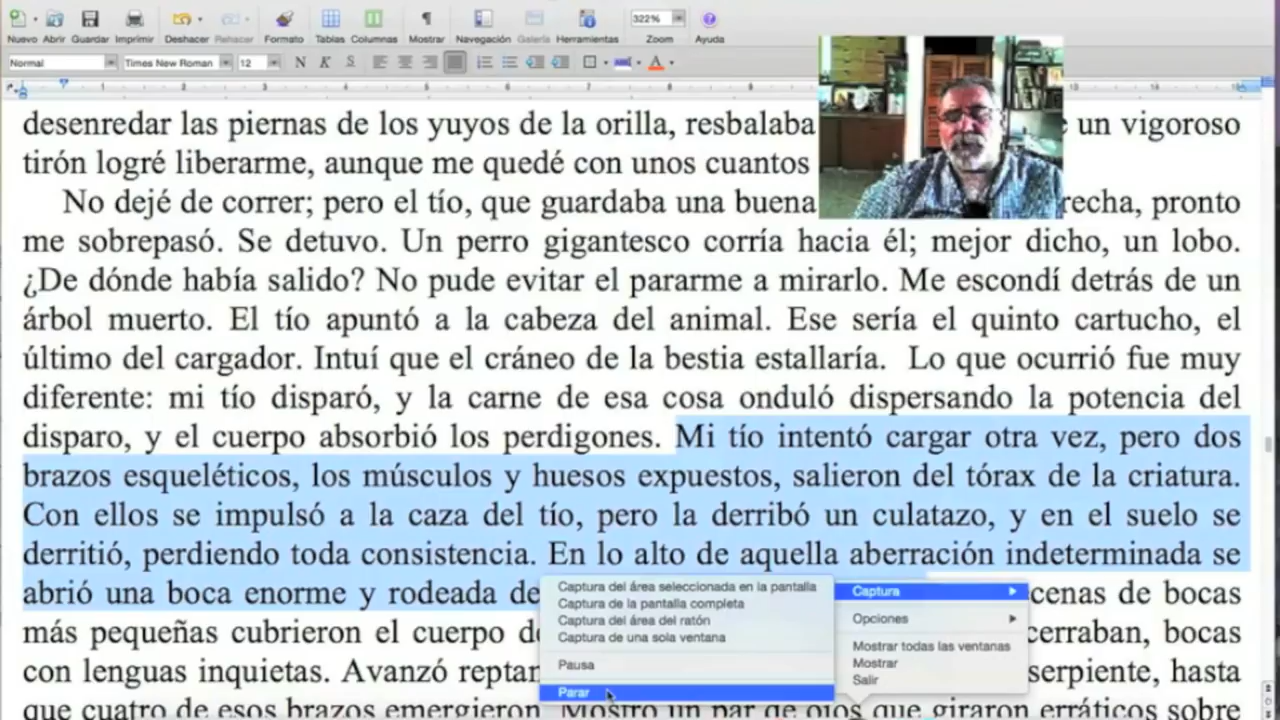 Nuevo Abrir Guardar Imprimir Deshacer Rehacer Formato Tablas Columnas Mostrar Navegación Galería Herramientas 322% Zoom Ayuda
Normal Times New Roman 12 N K S
1 2 3 4 5 6 7 8 9 13 14
desenredar las piernas de los yuyos de la orilla, resbalaba un vigoroso
tirón logré liberarme, aunque me quedé con unos cuantos
No dejé de correr; pero el tío, que guardaba una buena recha, pronto
me sobrepasó. Se detuvo. Un perro gigantesco corría hacia él; mejor dicho, un lobo.
¿De dónde había salido? No pude evitar el pararme a mirarlo. Me escondí detrás de un
árbol muerto. El tío apuntó a la cabeza del animal. Ese sería el quinto cartucho, el
último del cargador. Intuí que el cráneo de la bestia estallaría. Lo que ocurrió fue muy
diferente: mi tío disparó, y la carne de esa cosa onduló dispersando la potencia del
disparo, y el cuerpo absorbió los perdigones. Mi tío intentó cargar otra vez, pero dos
brazos esqueléticos, los músculos y huesos expuestos, salieron del tórax de la criatura.
Con ellos se impulsó a la caza del tío, pero la derribó un culatazo, y en el suelo se
derritió, perdiendo toda consistencia. En lo alto de aquella aberración indeterminada se
abrió una boca enorme y rodeada de cenas de bocas
más pequeñas cubrieron el cuerpo de cerraban, bocas
con lenguas inquietas. Avanzó reptan serpiente, hasta
que cuatro de esos brazos emergieron. Mostró un par de ojos que giraron erráticos sobre
Captura del área seleccionada en la pantalla
Captura de la pantalla completa
Captura del área del ratón
Captura de una sola ventana
Pausa
Parar
Captura
Opciones
Mostrar todas las ventanas
Mostrar
Salir